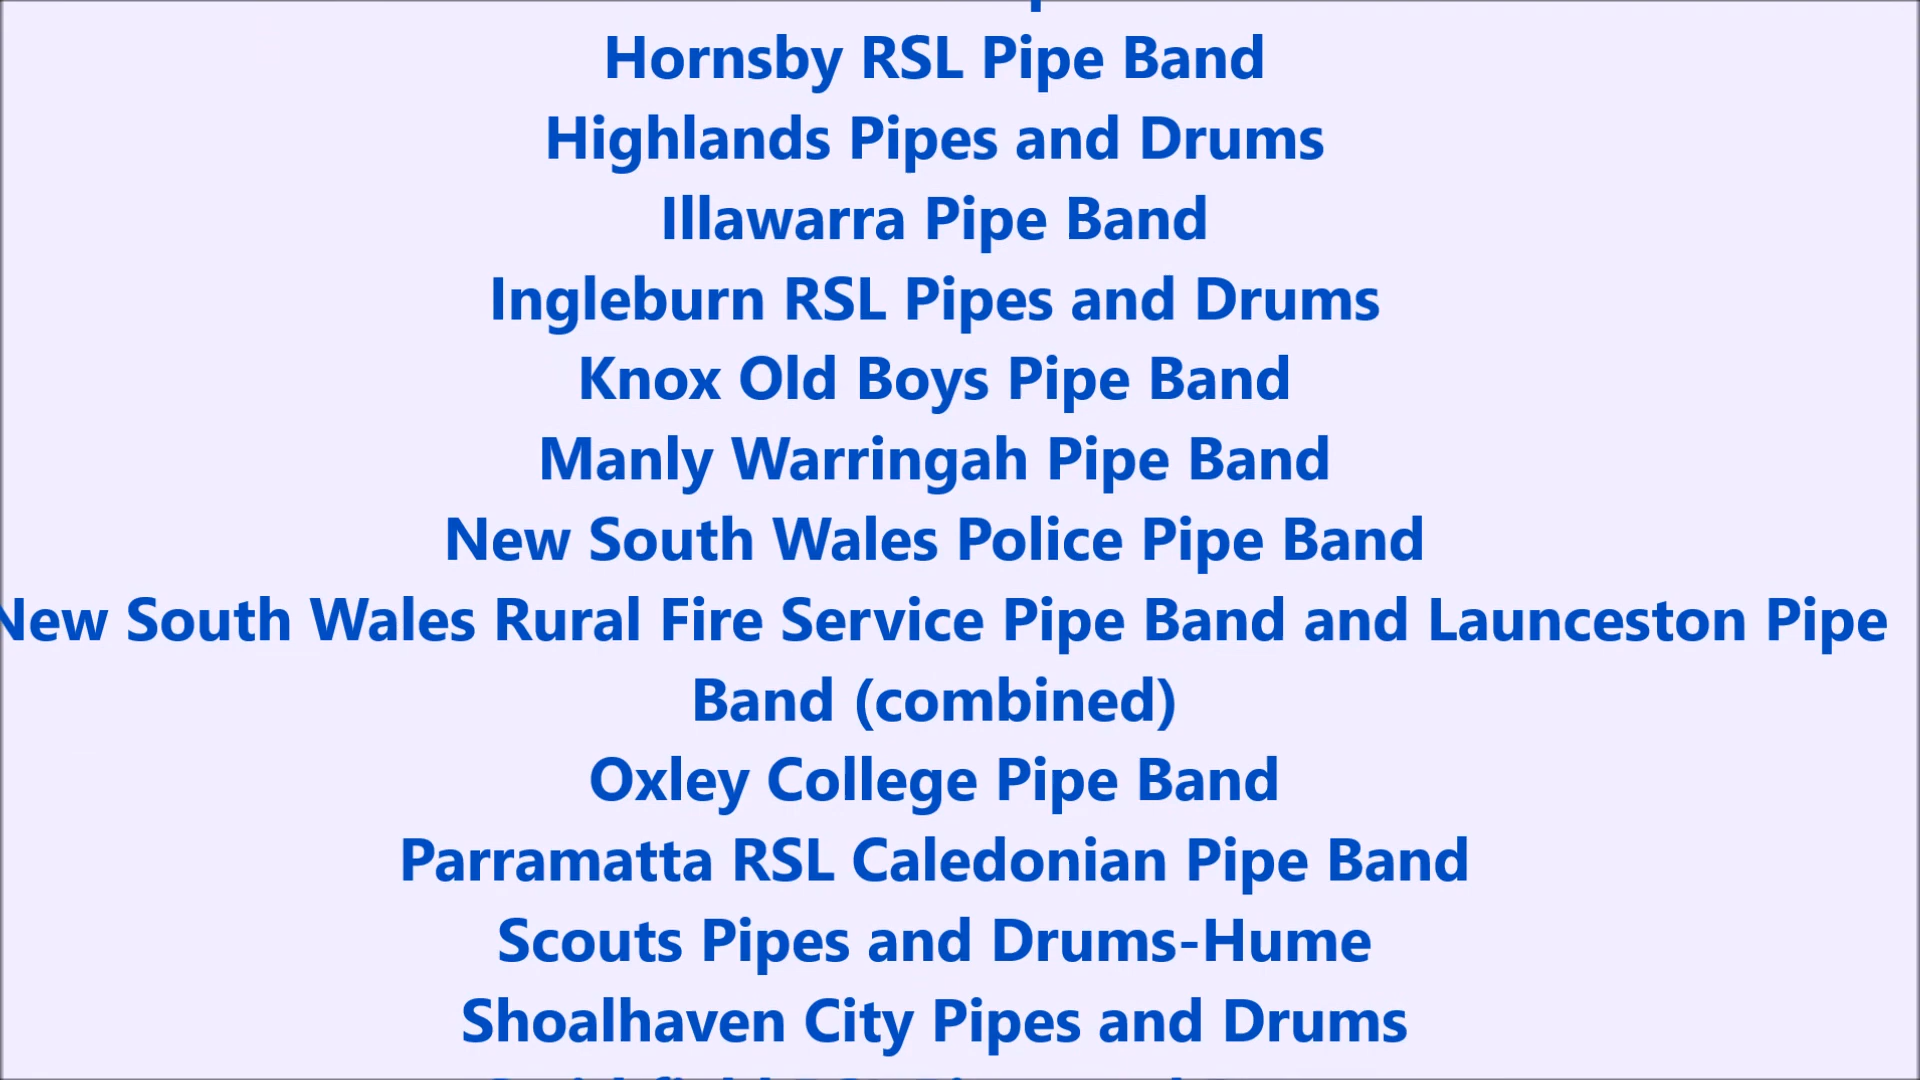 Hornsby RSL Pipe Band
Highlands Pipes and Drums
Illawarra Pipe Band
Ingleburn RSL Pipes and Drums
Knox Old Boys Pipe Band
Manly Warringah Pipe Band
New South Wales Police Pipe Band
New South Wales Rural Fire Service Pipe Band and Launceston Pipe
Band (combined)
Oxley College Pipe Band
Parramatta RSL Caledonian Pipe Band
Scouts Pipes and Drums-Hume
Shoalhaven City Pipes and Drums